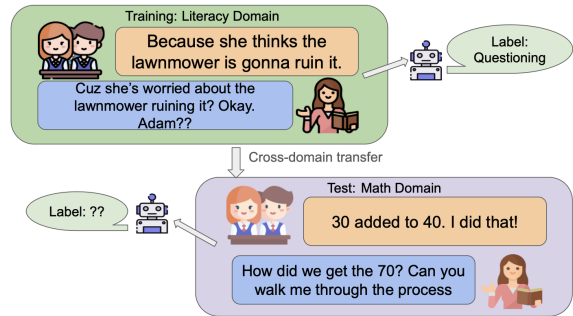 Training: Literacy Domain
Because she thinks the
lawnmower is gonna ruin it.
Label:
Questioning
Cuz she's worried about the
lawnmower ruining it? Okay.
Adam??
Cross-domain transfer
Test: Math Domain
Label: ??
30 added to 40. I did that!
How did we get the 70? Can you
walk me through the process